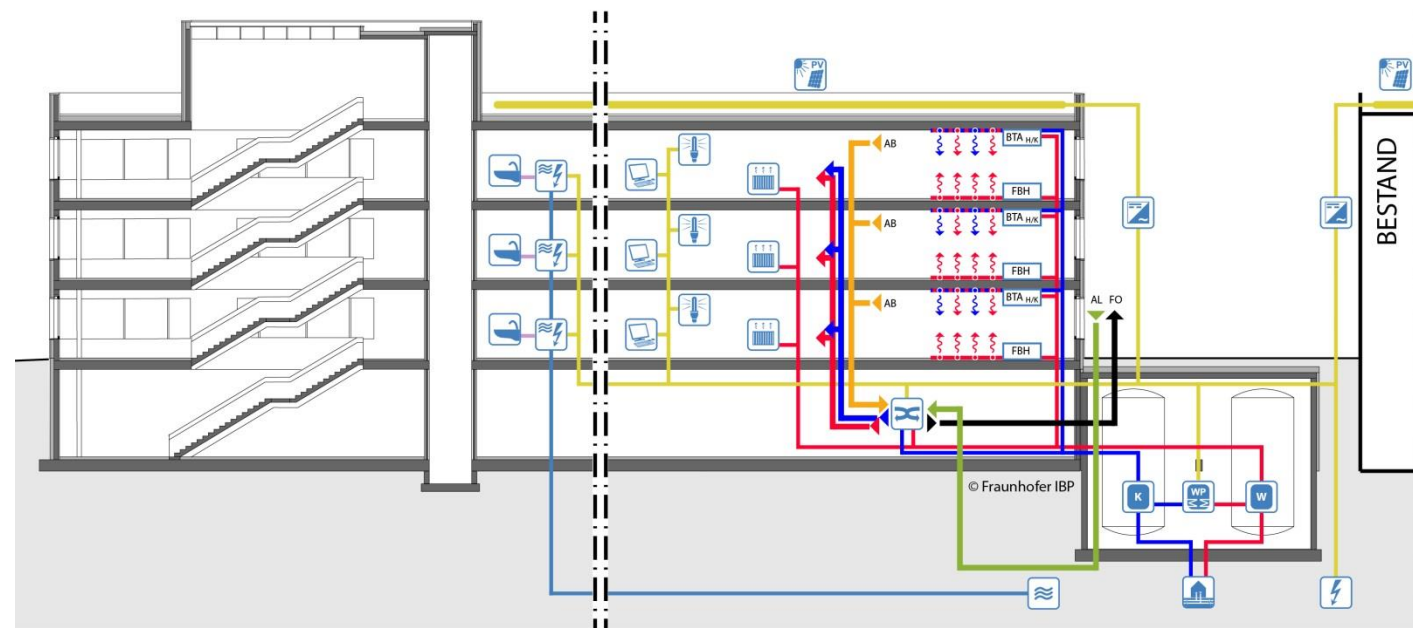 PV
PV
AB
BTA H/K
FBH
AB
BTA H/K
FBH
AB
BTA H/K
FBH
AL FO
BESTAND
© Fraunhofer IBP
K
WP
W